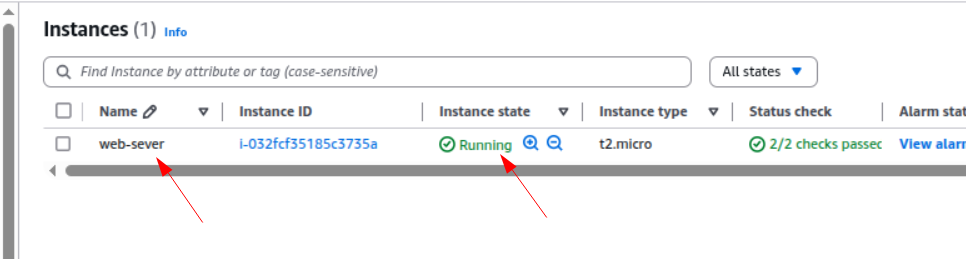 Instances (1) Info
Find Instance by attribute or tag (case-sensitive)
All states
Name Instance ID Instance state Instance type Status check Alarm stat
web-sever i-032fcf35185c3735a Running t2.micro 2/2 checks passec View alarr